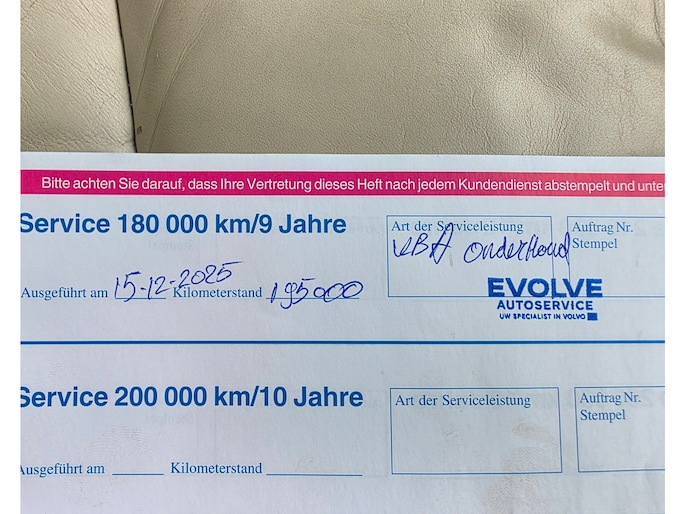 Bitte achten Sie darauf, dass Ihre Vertretung dieses Heft nach jedem Kundendienst abstempelt und unter
Service 180 000 km/9 Jahre
Art der Serviceleistung
Auftrag Nr.
Stempel
onderhoud
Ausgeführt am 15-12-2025 Kilometerstand 195000
EVOLVE
AUTOSERVICE
UW SPECIALIST IN VOLVO
Service 200 000 km/10 Jahre
Art der Serviceleistung
Auftrag Nr.
Stempel
Ausgeführt am Kilometerstand